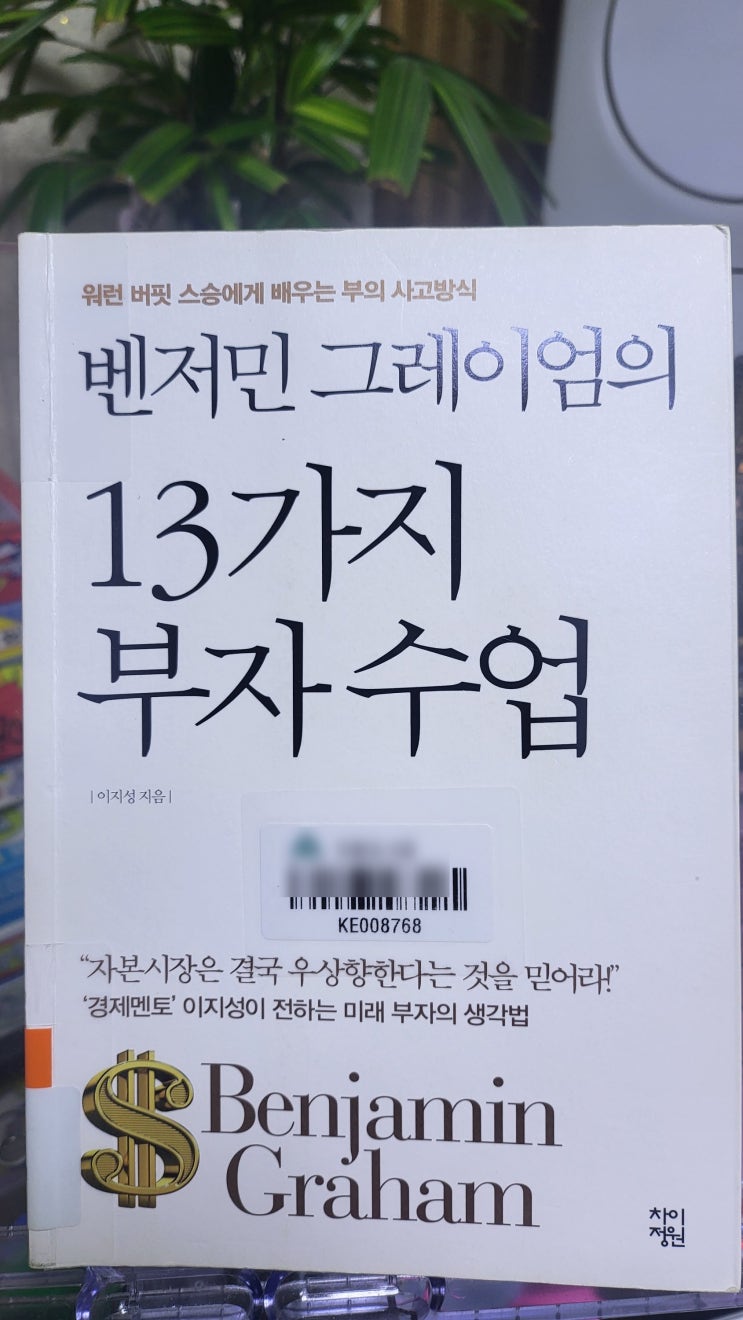 워런 버핏 스승에게 배우는 부의 사고방식
벤저민 그레이엄의
13가지
부자 수업
| 이지성 지음 |
KE008768
“자본시장은 결국 우상향한다는 것을 믿어라!”
‘경제멘토’ 이지성이 전하는 미래 부자의 생각법
$ Benjamin
Graham
차이
정원